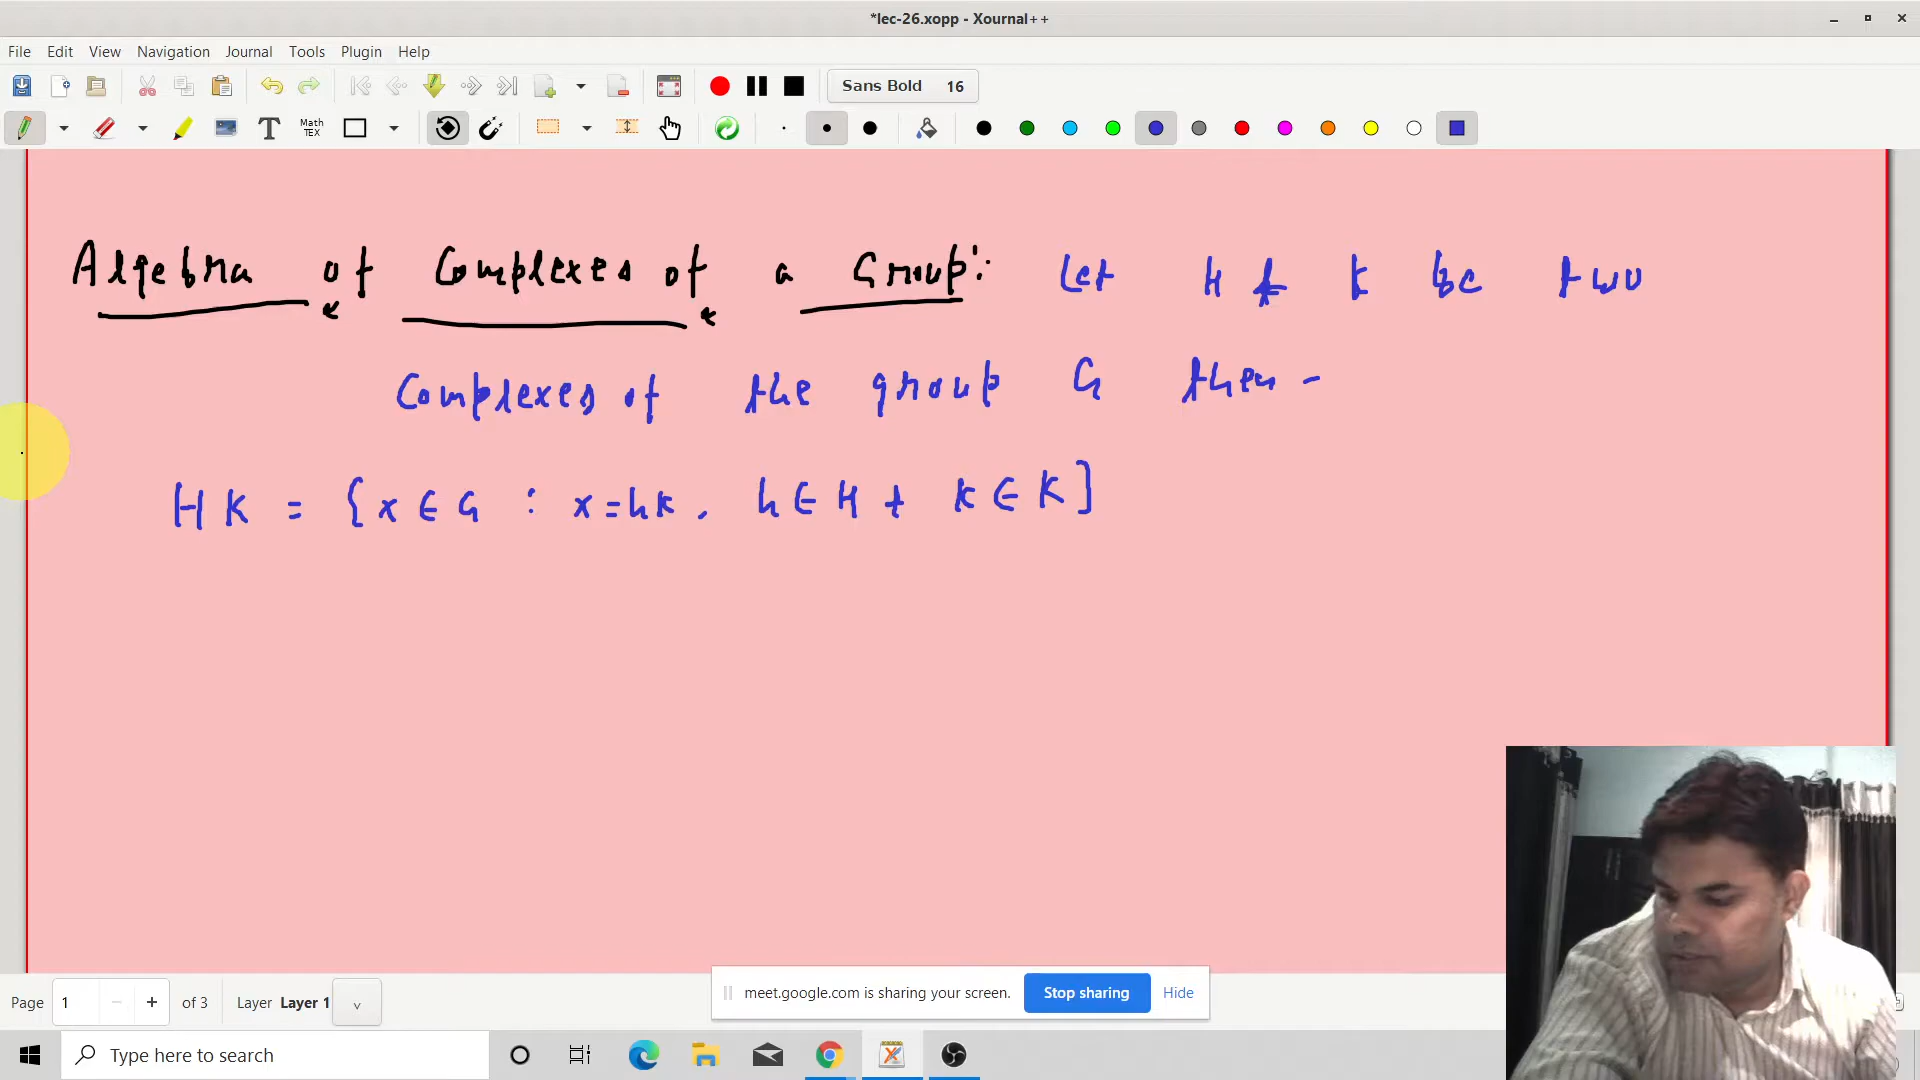 *lec-26.xopp - Xournal++
File Edit View Navigation Journal Tools Plugin Help
Sans Bold 16
Math TEX
Algebra of Complexes of a Group: Let H & K be two
Complexes of the group G then -
HK = {x ∈ G : x=hk, h ∈ H & k ∈ K}
Page 1 of 3 Layer Layer 1
meet.google.com is sharing your screen. Stop sharing Hide
Type here to search